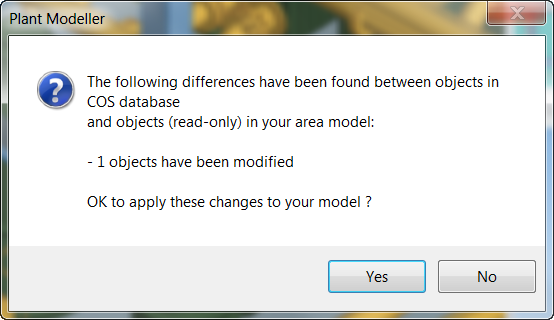 Plant Modeller
The following differences have been found between objects in
COS database
and objects (read-only) in your area model:
- 1 objects have been modified
OK to apply these changes to your model ?
Yes
No